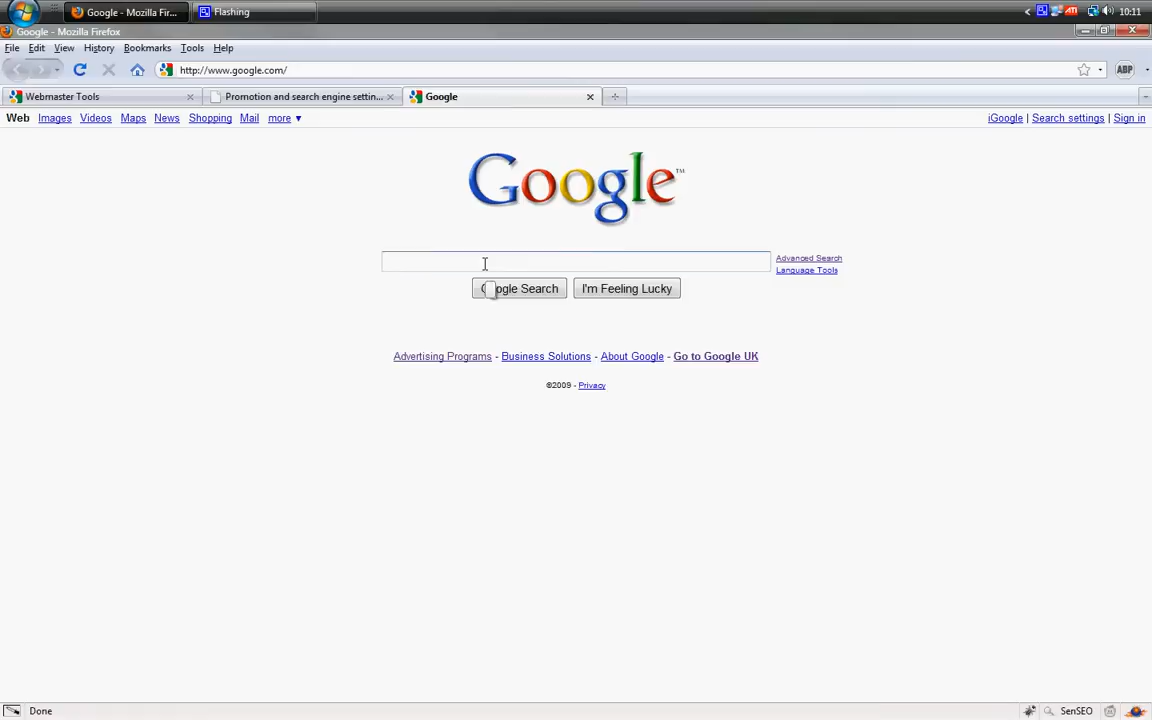 Google - Mozilla Fir... Flashing 10:11
Google - Mozilla Firefox
File Edit View History Bookmarks Tools Help
http://www.google.com/ ABP
Webmaster Tools Promotion and search engine settin... Google
Web Images Videos Maps News Shopping Mail more ▼ iGoogle | Search settings | Sign in
Google™
Advanced Search
Language Tools
Google Search I'm Feeling Lucky
Advertising Programs - Business Solutions - About Google - Go to Google UK
©2009 - Privacy
Done SenSEO